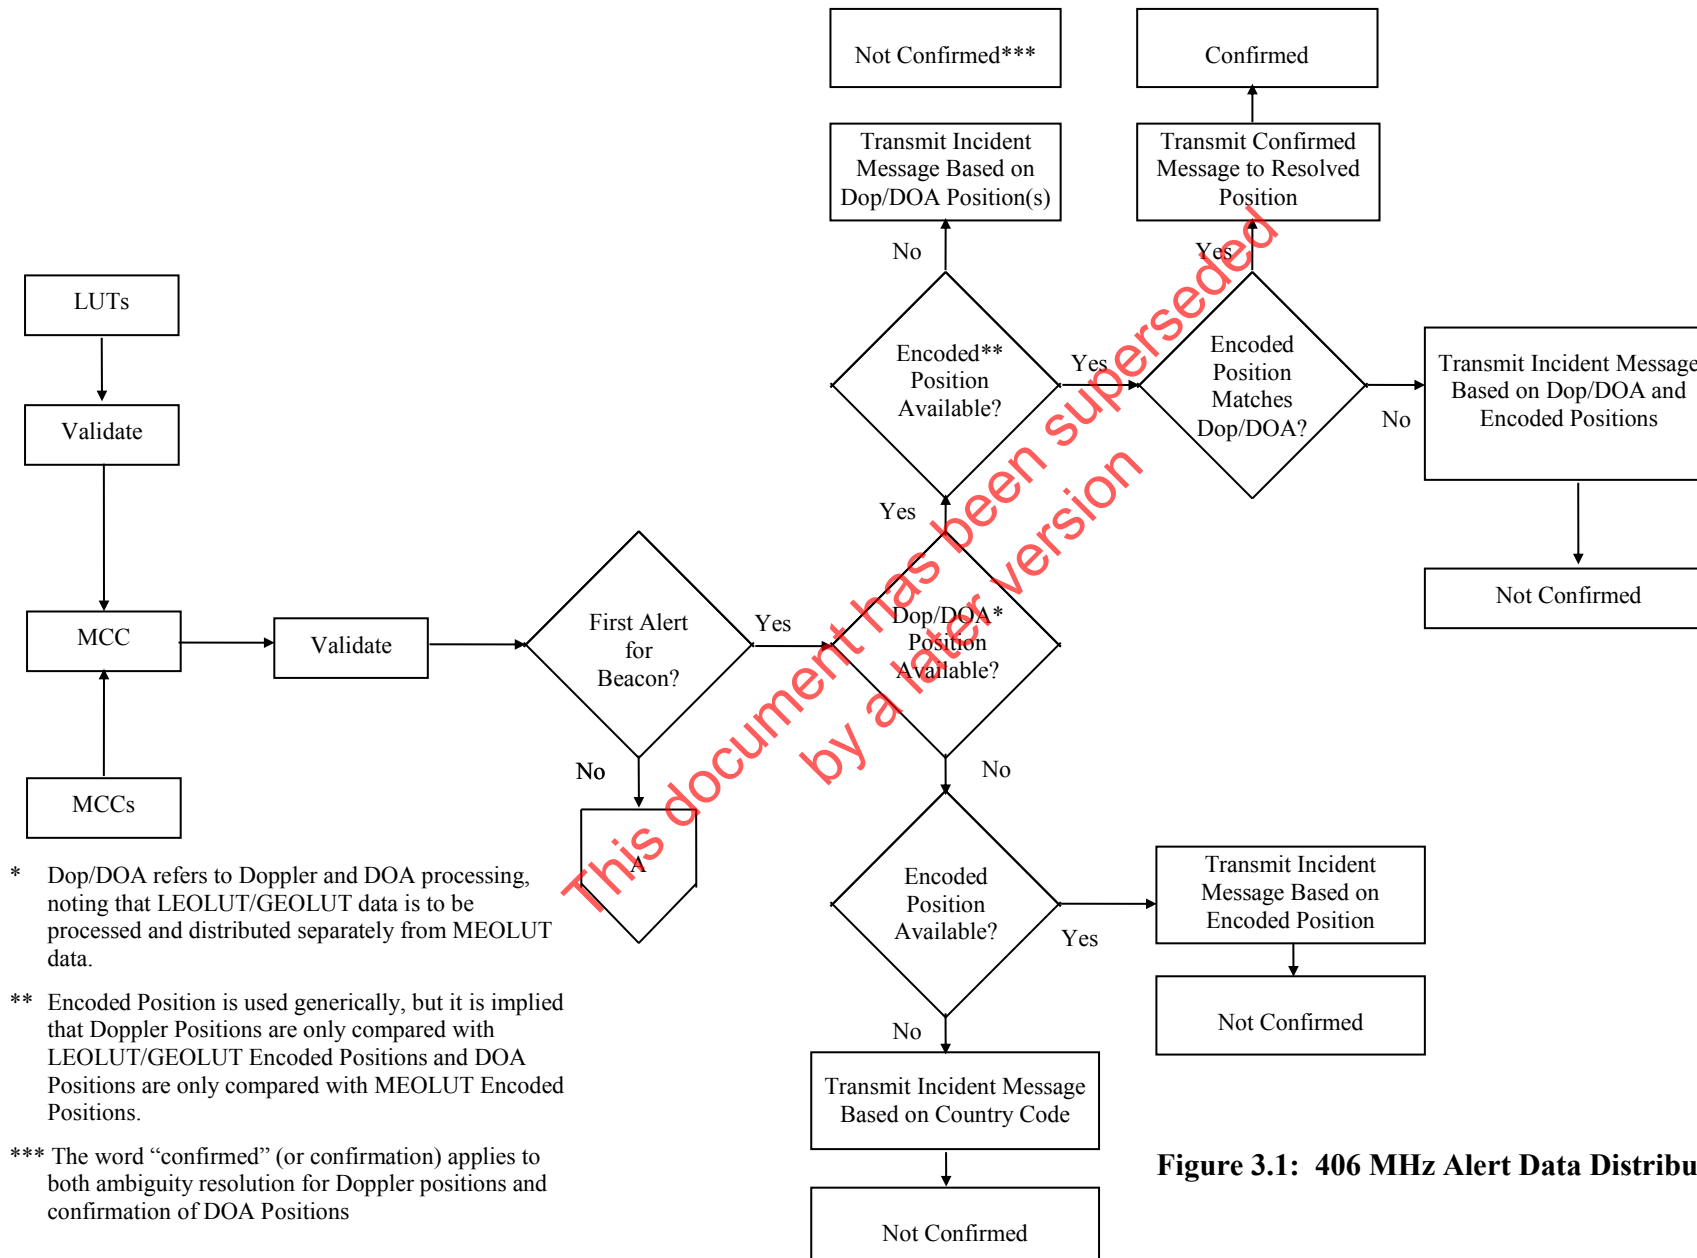 Not Confirmed***
Confirmed
Transmit Incident
Message Based on
Dop/DOA Position(s)
Transmit Confirmed
Message to Resolved
Position
No
Yes
LUTs
Encoded**
Position
Available?
Yes
Encoded
Position
Matches
Dop/DOA?
No
Transmit Incident Message
Based on Dop/DOA and
Encoded Positions
Validate
Yes
Not Confirmed
MCC
Validate
First Alert
for
Beacon?
Yes
Dop/DOA*
Position
Available?
No
No
MCCs
A
Encoded
Position
Available?
Yes
Transmit Incident
Message Based on
Encoded Position
Not Confirmed
No
Transmit Incident Message
Based on Country Code
Not Confirmed
* Dop/DOA refers to Doppler and DOA processing,
noting that LEOLUT/GEOLUT data is to be
processed and distributed separately from MEOLUT
data.
** Encoded Position is used generically, but it is implied
that Doppler Positions are only compared with
LEOLUT/GEOLUT Encoded Positions and DOA
Positions are only compared with MEOLUT Encoded
Positions.
*** The word “confirmed” (or confirmation) applies to
both ambiguity resolution for Doppler positions and
confirmation of DOA Positions
Figure 3.1: 406 MHz Alert Data Distribu
This document has been superseded
by a later version